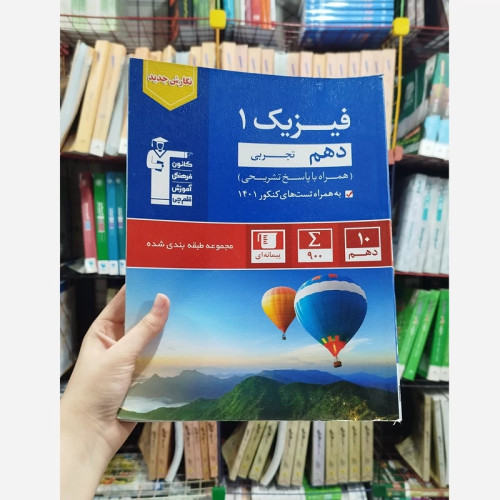 نگارش جدید
فیزیک ۱
دهم تجربی
(همراه با پاسخ تشریحی)
به همراه تست‌های کنکور ۱۴۰۱
کانون
فرهنگی
آموزش
قلم‌چی
۱۰
دهم
Σ
۹۰۰
پیمانه‌ای
مجموعه طبقه بندی شده